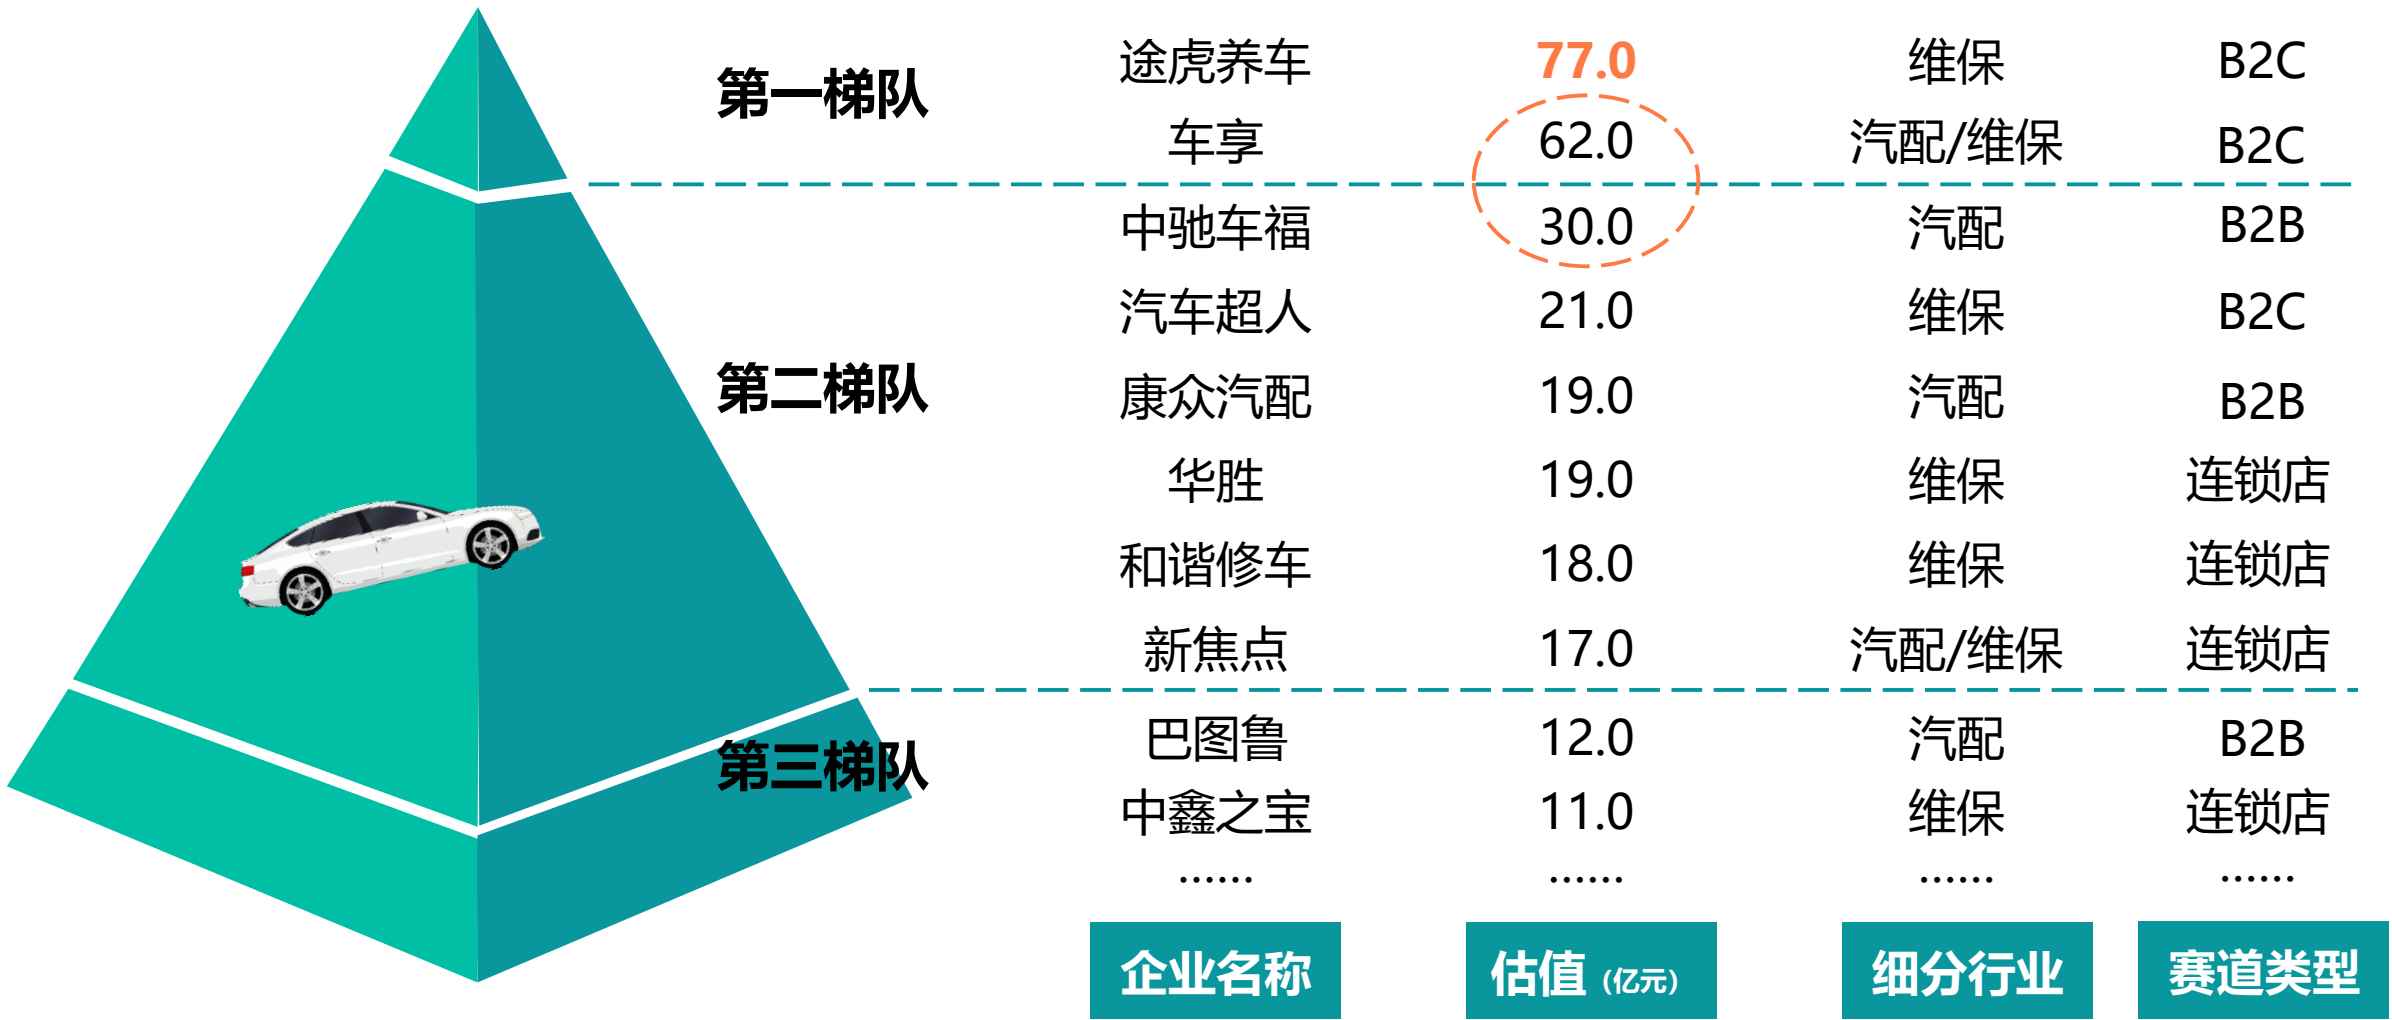 第一梯队
途虎养车 77.0 维保 B2C
车享 62.0 汽配/维保 B2C
第二梯队
中驰车福 30.0 汽配 B2B
汽车超人 21.0 维保 B2C
康众汽配 19.0 汽配 B2B
华胜 19.0 维保 连锁店
和谐修车 18.0 维保 连锁店
新焦点 17.0 汽配/维保 连锁店
第三梯队
巴图鲁 12.0 汽配 B2B
中鑫之宝 11.0 维保 连锁店
…… …… …… ……
企业名称 估值（亿元） 细分行业 赛道类型